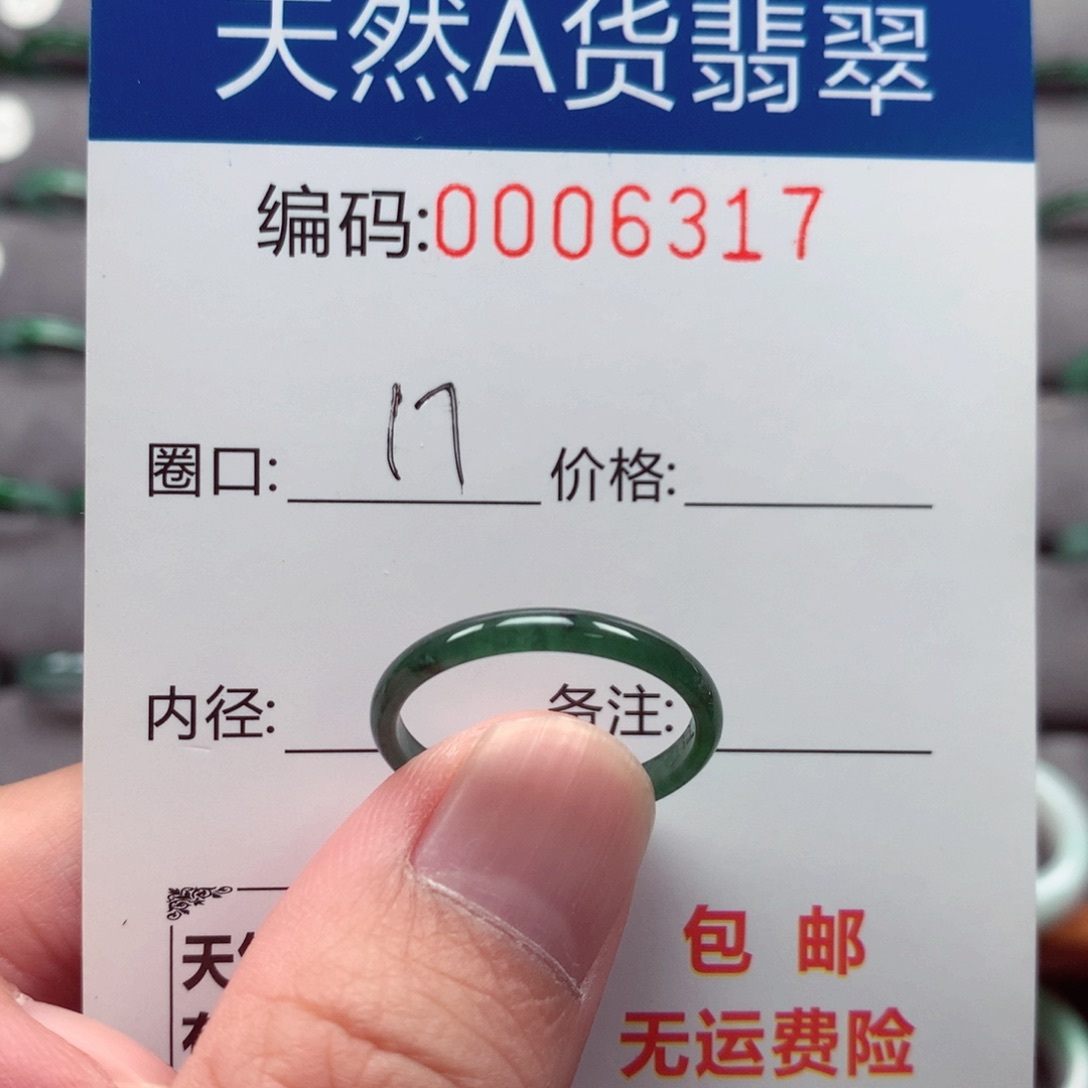 天然A货翡翠
编码:0006317
圈口: 17 价格:
内径: 备注:
天
包邮
无运费险